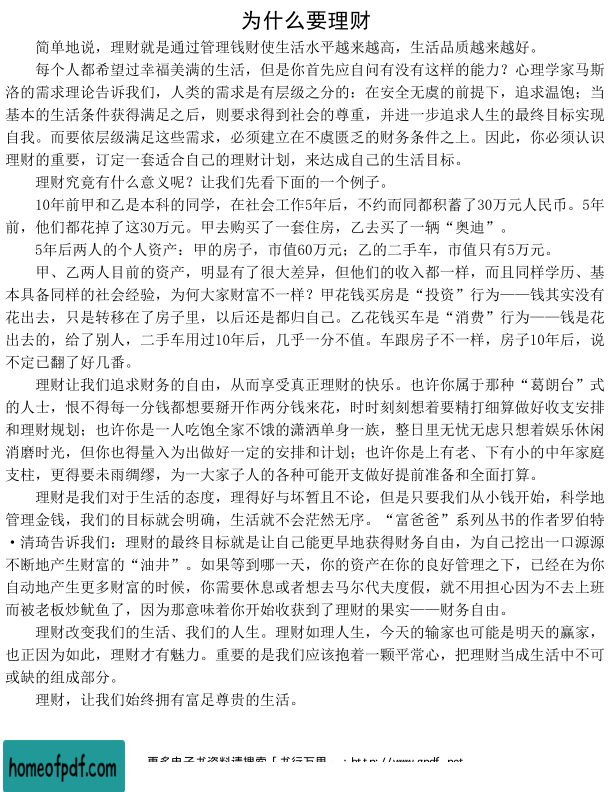 为什么要理财
简单地说，理财就是通过管理钱财使生活水平越来越高，生活品质越来越好。
每个人都希望过幸福美满的生活，但是你首先应自问有没有这样的能力？心理学家马斯
洛的需求理论告诉我们，人类的需求是有层级之分的：在安全无虞的前提下，追求温饱；当
基本的生活条件获得满足之后，则要求得到社会的尊重，并进一步追求人生的最终目标实现
自我。而要依层级满足这些需求，必须建立在不虞匮乏的财务条件之上。因此，你必须认识
理财的重要，订定一套适合自己的理财计划，来达成自己的生活目标。
理财究竟有什么意义呢？让我们先看下面的一个例子。
10年前甲和乙是本科的同学，在社会工作5年后，不约而同都积蓄了30万元人民币。5年
前，他们都花掉了这30万元。甲去购买了一套住房，乙去买了一辆“奥迪”。
5年后两人的个人资产：甲的房子，市值60万元；乙的二手车，市值只有5万元。
甲、乙两人目前的资产，明显有了很大差异，但他们的收入都一样，而且同样学历、基
本具备同样的社会经验，为何大家财富不一样？甲花钱买房是“投资”行为——钱其实没有
花出去，只是转移在了房子里，以后还是都归自己。乙花钱买车是“消费”行为——钱是花
出去的，给了别人，二手车用过10年后，几乎一分不值。车跟房子不一样，房子10年后，说
不定已翻了好几番。
理财让我们追求财务的自由，从而享受真正理财的快乐。也许你属于那种“葛朗台”式
的人士，恨不得每一分钱都想要掰开作两分钱来花，时时刻刻想着要精打细算做好收支安排
和理财规划；也许你是一人吃饱全家不饿的潇洒单身一族，整日里无忧无虑只想着娱乐休闲
消磨时光，但你也得量入为出做好一定的安排和计划；也许你是上有老、下有小的中年家庭
支柱，更得要未雨绸缪，为一大家子人的各种可能开支做好提前准备和全面打算。
理财是我们对于生活的态度，理得好与坏暂且不论，但是只要我们从小钱开始，科学地
管理金钱，我们的目标就会明确，生活就不会茫然无序。“富爸爸”系列丛书的作者罗伯特
·清琦告诉我们：理财的最终目标就是让自己能更早地获得财务自由，为自己挖出一口源源
不断地产生财富的“油井”。如果等到哪一天，你的资产在你的良好管理之下，已经在为你
自动地产生更多财富的时候，你需要休息或者想去马尔代夫度假，就不用担心因为不去上班
而被老板炒鱿鱼了，因为那意味着你开始收获到了理财的果实——财务自由。
理财改变我们的生活、我们的人生。理财如理人生，今天的输家也可能是明天的赢家，
也正因为如此，理财才有魅力。重要的是我们应该抱着一颗平常心，把理财当成生活中不可
或缺的组成部分。
理财，让我们始终拥有富足尊贵的生活。
homeofpdf.com